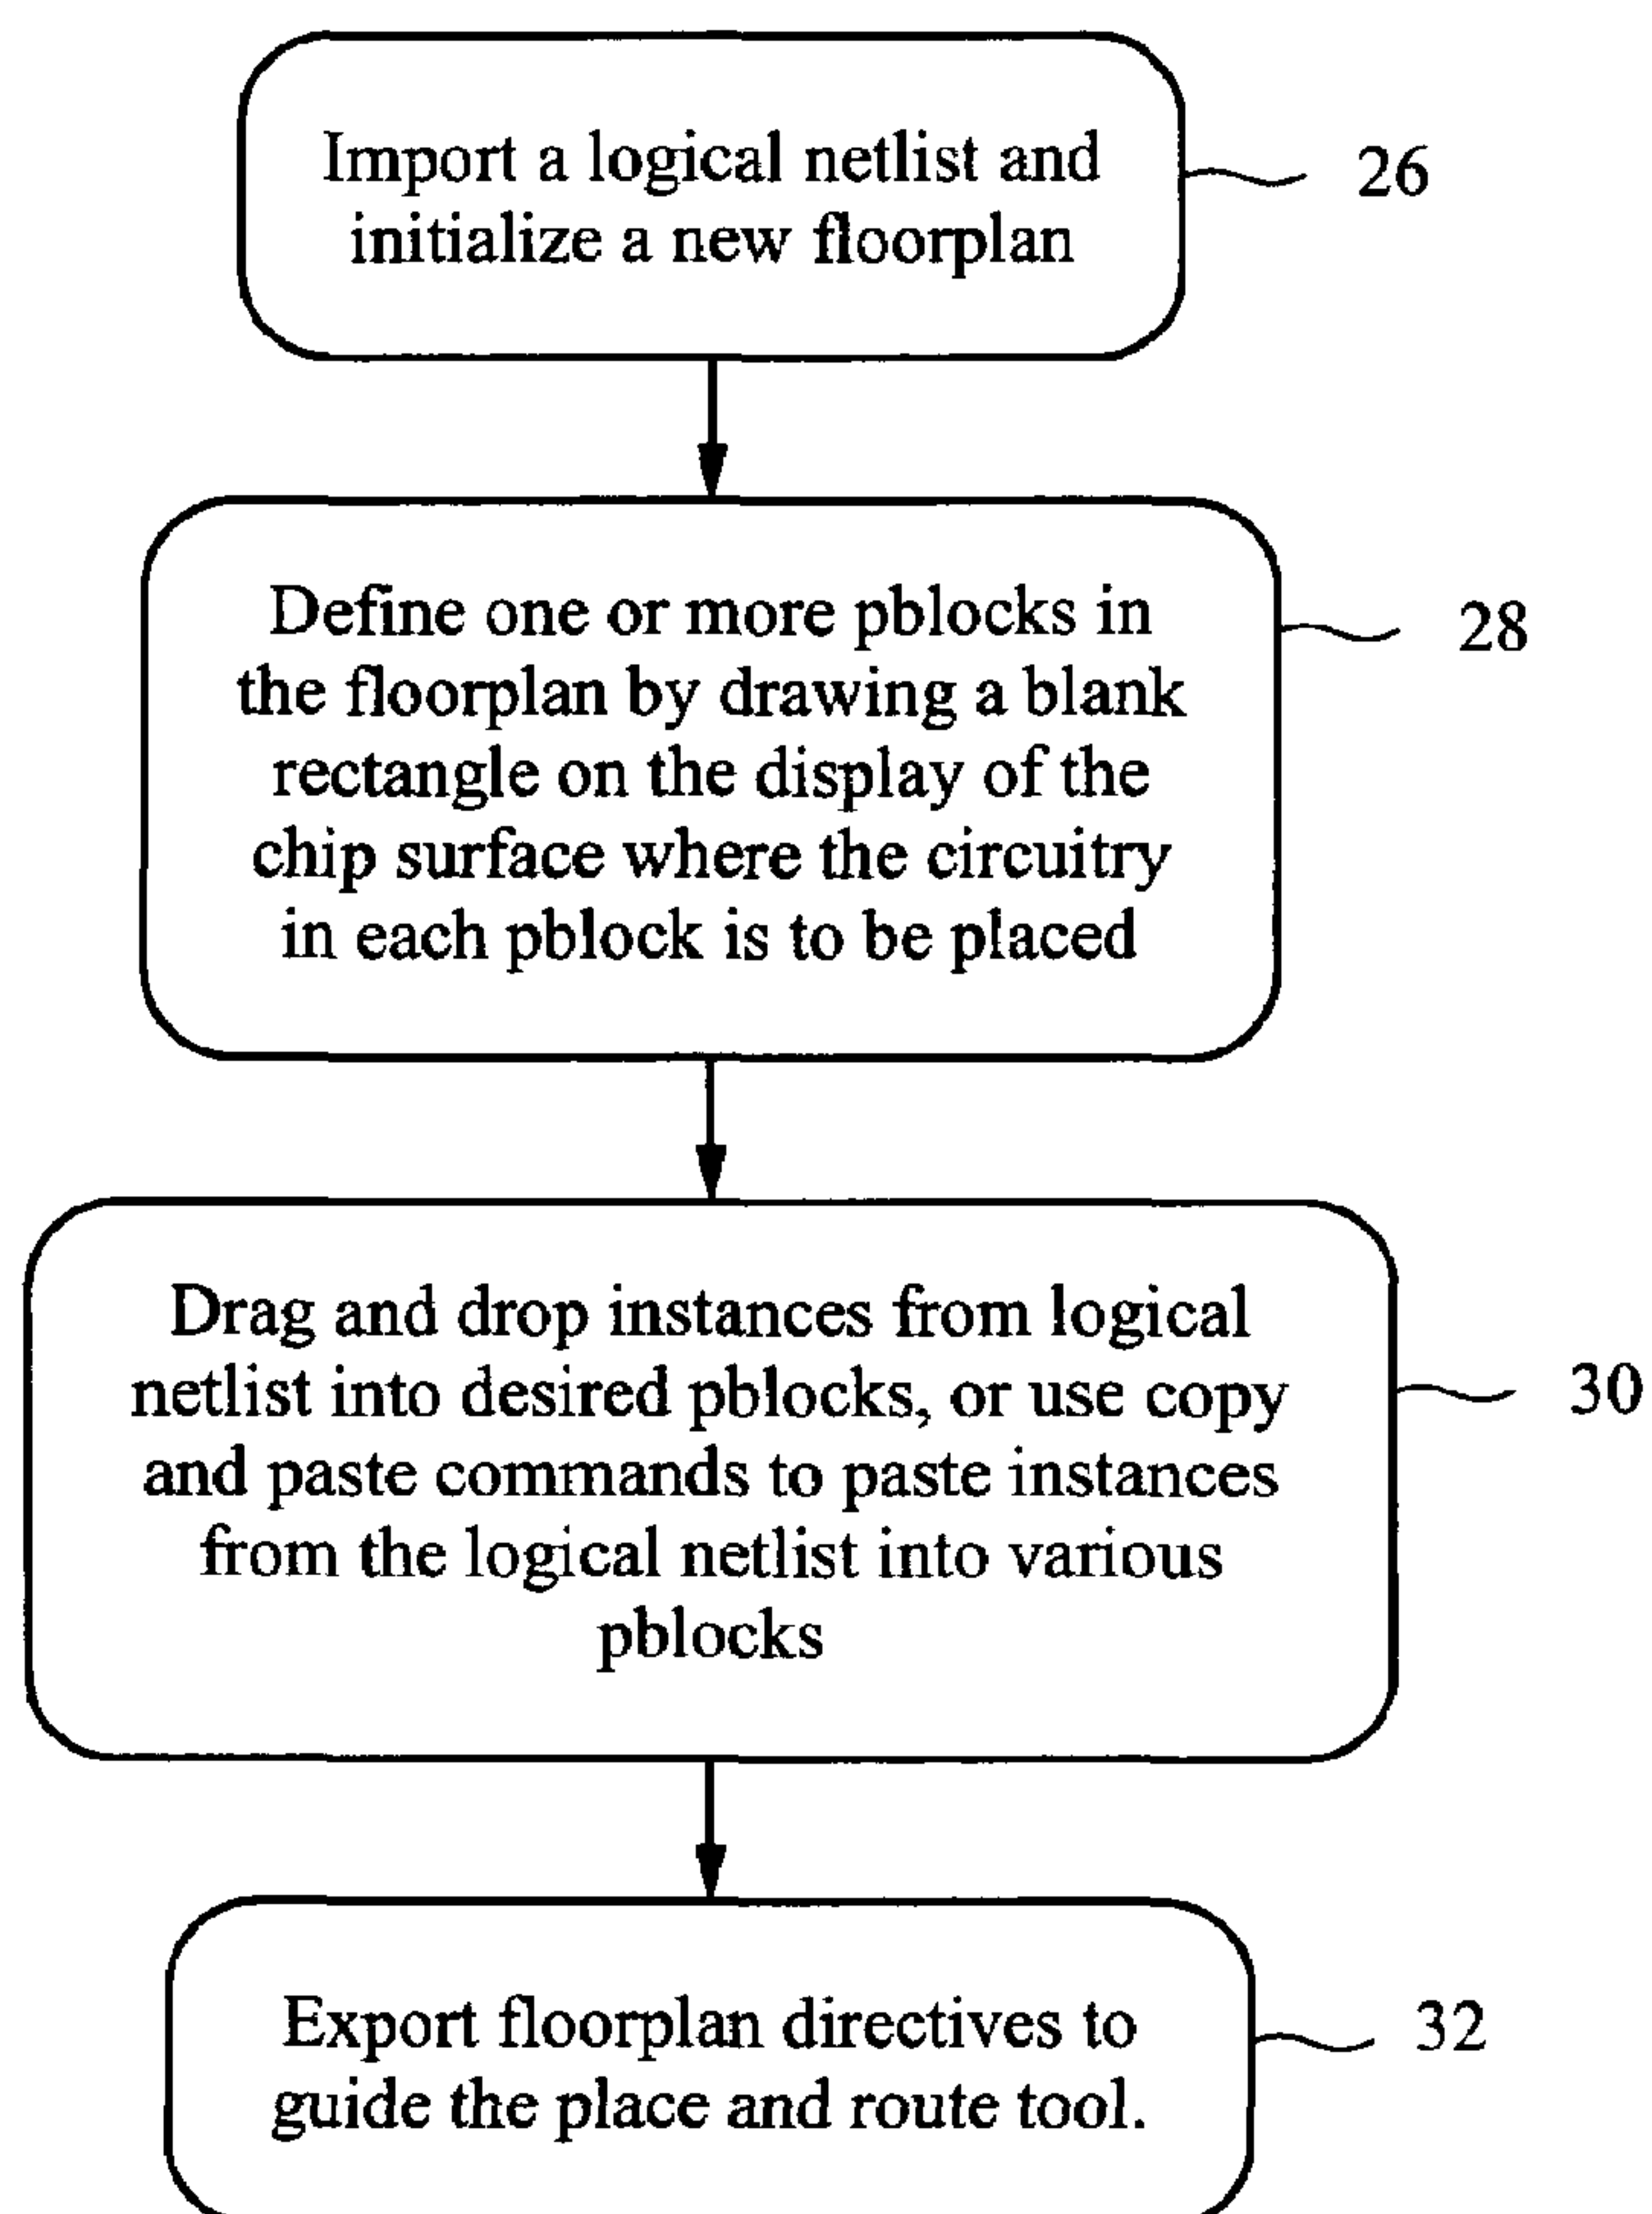 Import a logical netlist and
initialize a new floorplan
26
Define one or more pblocks in
the floorplan by drawing a blank
rectangle on the display of the
chip surface where the circuitry
in each pblock is to be placed
28
Drag and drop instances from logical
netlist into desired pblocks, or use copy
and paste commands to paste instances
from the logical netlist into various
pblocks
30
Export floorplan directives to
guide the place and route tool.
32